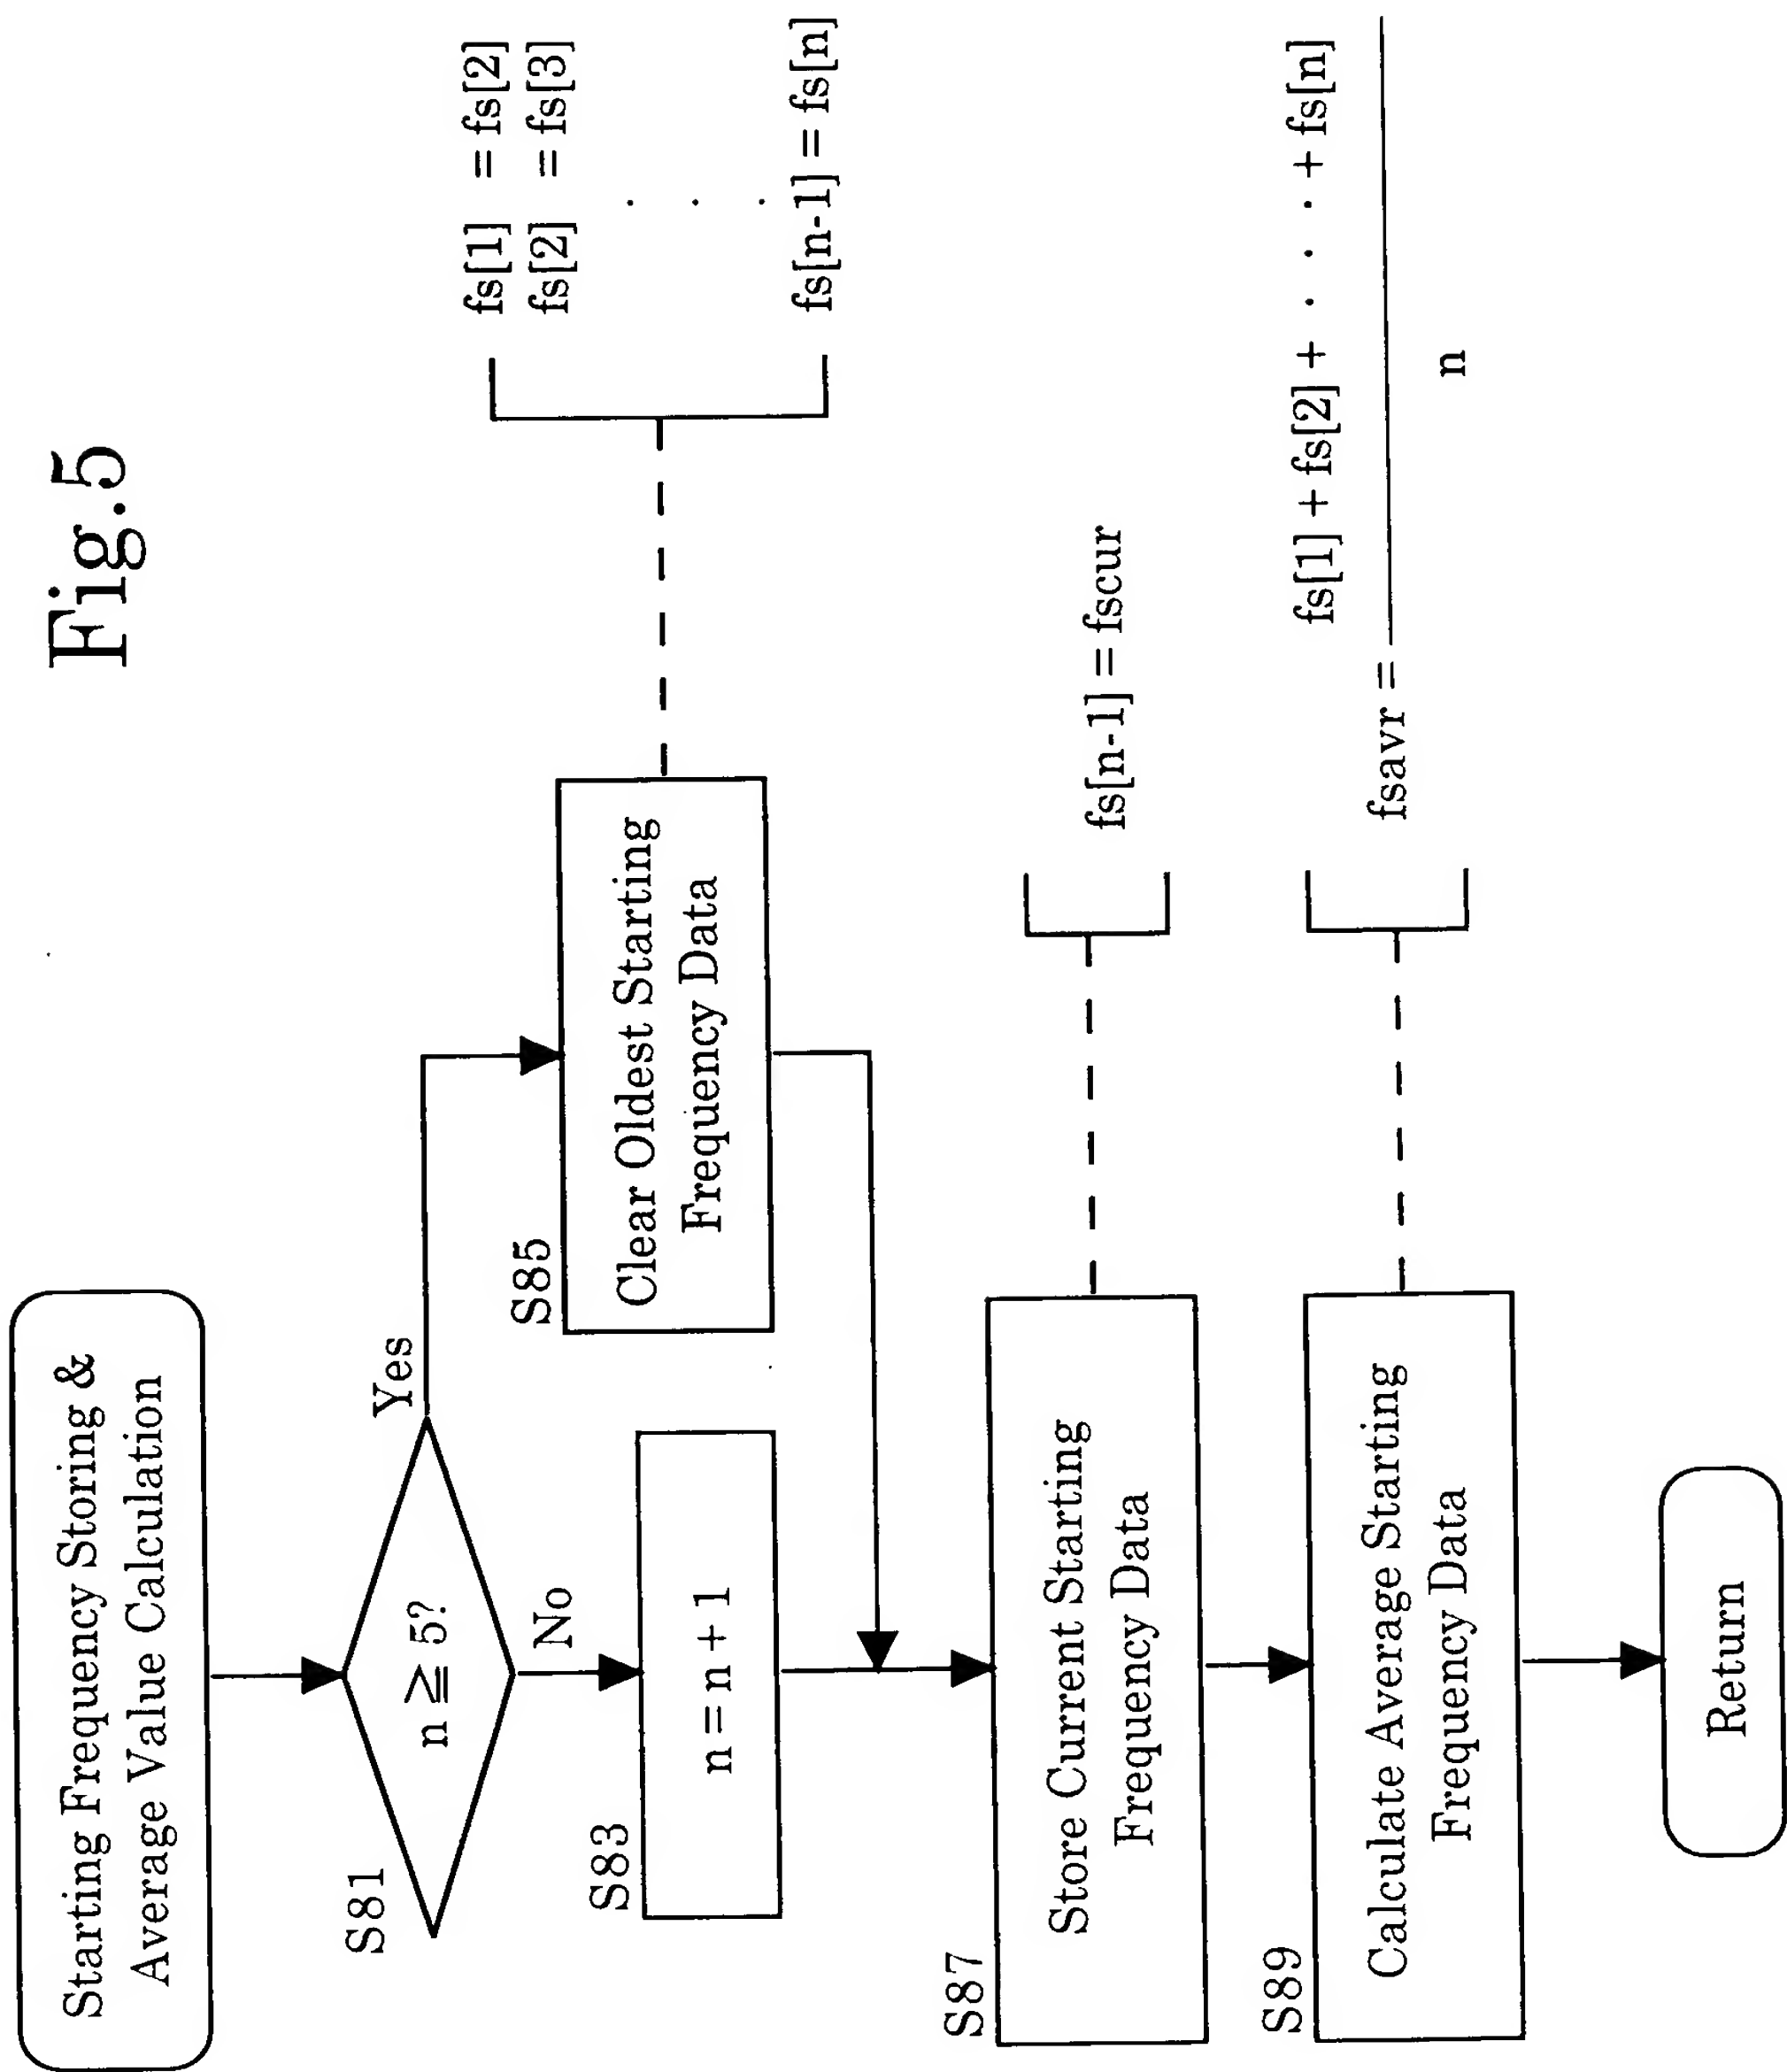 Fig.5
Starting Frequency Storing &
Average Value Calculation
S81
n ≧ 5?
Yes
No
S83
n = n + 1
S85
Clear Oldest Starting
Frequency Data
fs[1] = fs[2]
fs[2] = fs[3]
. . .
fs[n-1] = fs[n]
S87
Store Current Starting
Frequency Data
fs[n-1] = fscur
S89
Calculate Average Starting
Frequency Data
fs[1] + fs[2] + . . . + fs[n]
fsavr =
n
Return